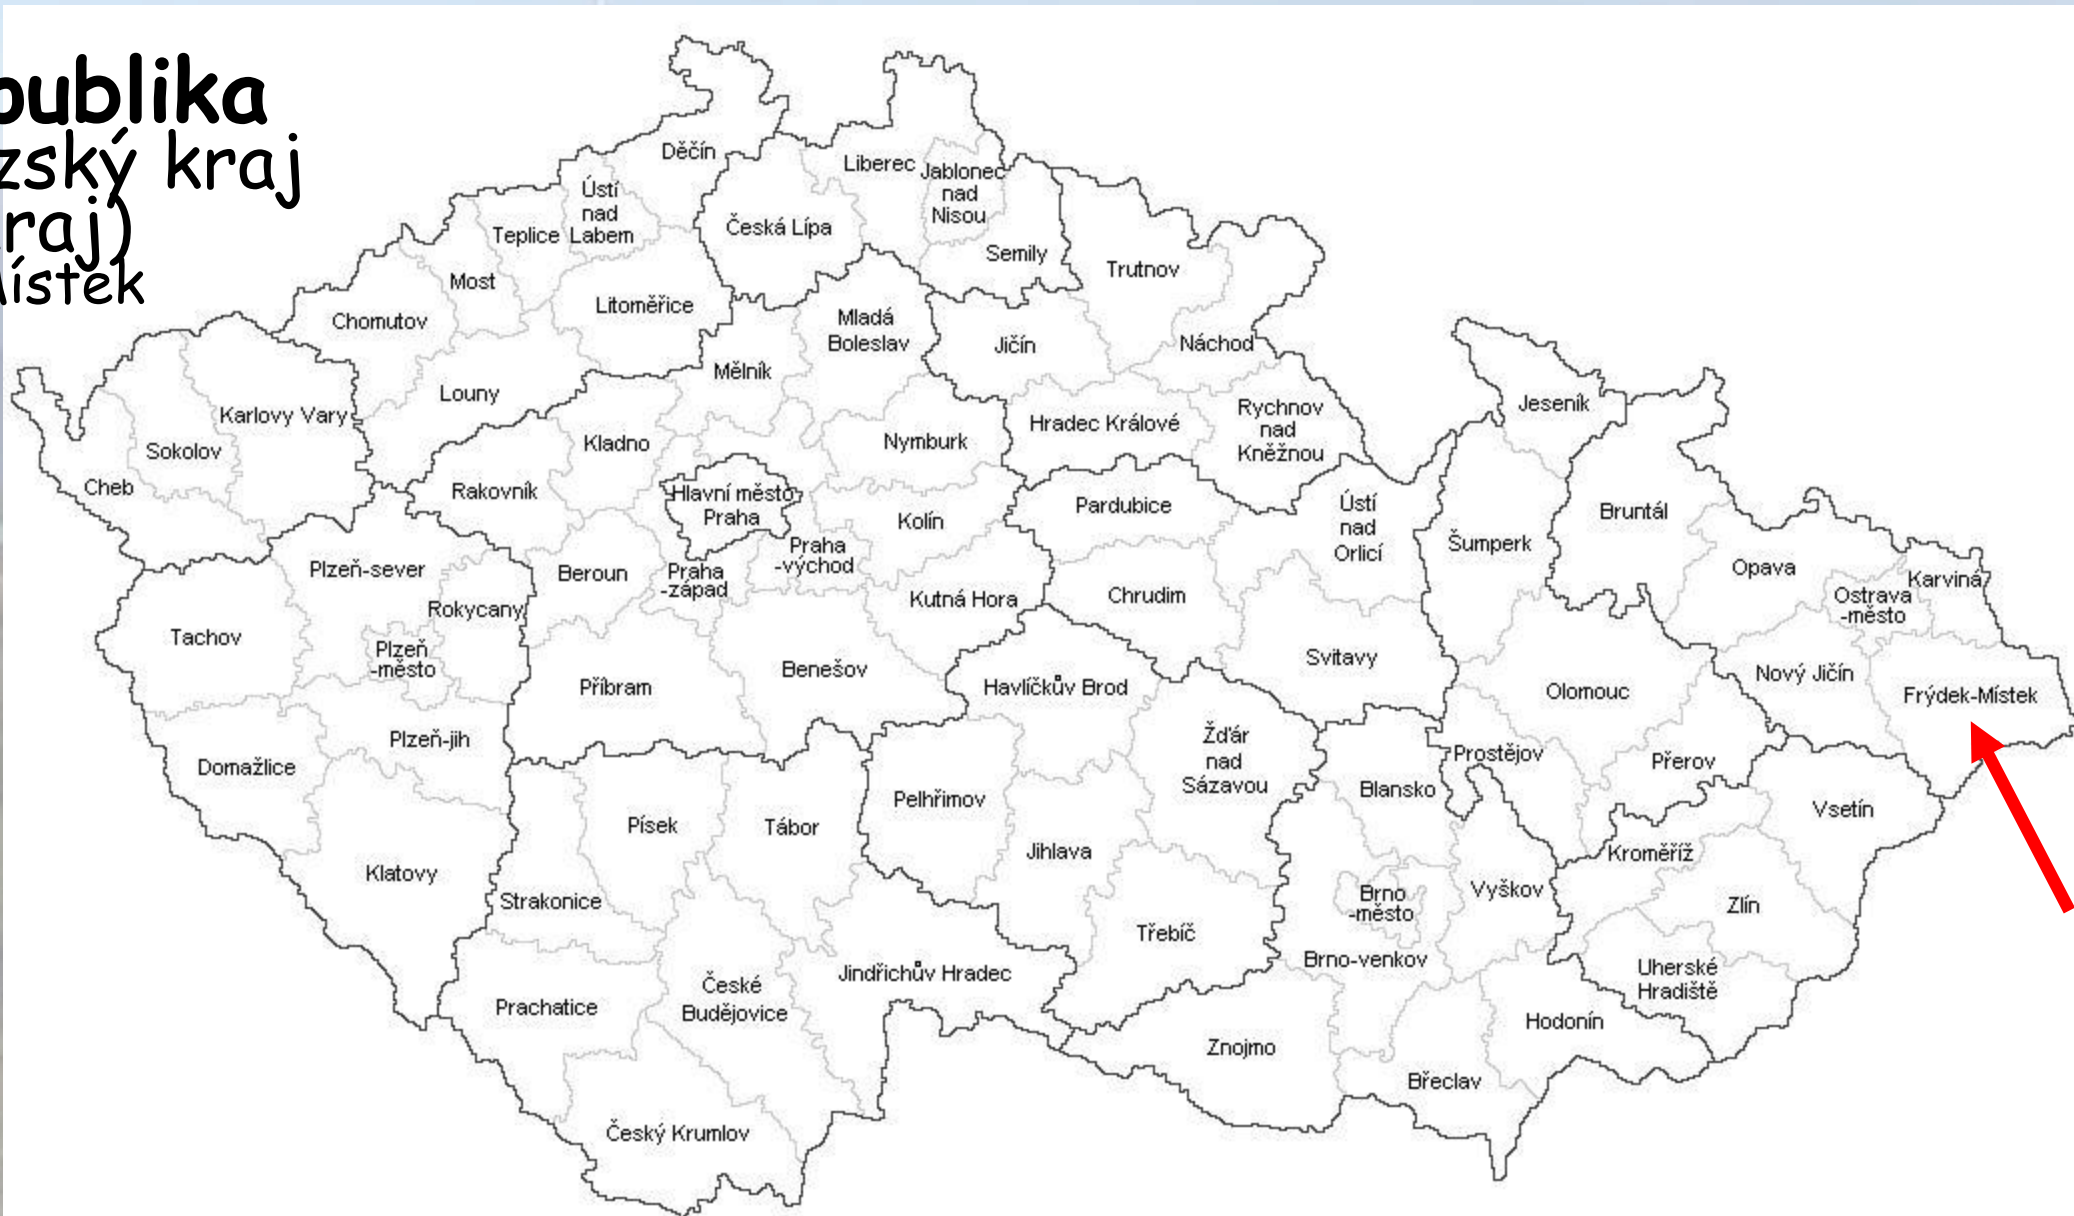 publika
zský kraj
raj)
Místek
Děčín
Liberec
Jablonec
nad
Nisou
Ústí
nad
Labem
Teplice
Česká Lípa
Semily
Trutnov
Most
Litoměřice
Chomutov
Mladá
Boleslav
Jičín
Náchod
Mělník
Louny
Karlovy Vary
Jeseník
Rychnov
nad
Kněžnou
Hradec Králové
Kladno
Nymburk
Sokolov
Cheb
Rakovník
Hlavní město
Praha
Kolín
Pardubice
Ústí
nad
Orlicí
Šumperk
Bruntál
Plzeň-sever
Beroun
Praha
-západ
Praha
-východ
Opava
Karviná
Ostrava
-město
Rokycany
Kutná Hora
Chrudim
Tachov
Plzeň
-město
Příbram
Benešov
Havlíčkův Brod
Svitavy
Olomouc
Nový Jičín
Frýdek-Místek
Plzeň-jih
Domažlice
Žďár
nad
Sázavou
Prostějov
Přerov
Pelhřimov
Blansko
Vsetín
Písek
Tábor
Jihlava
Kroměříž
Klatovy
Strakonice
Brno
-město
Vyškov
Zlín
Třebíč
Brno-venkov
Jindřichův Hradec
Uherské
Hradiště
České
Budějovice
Prachatice
Hodonín
Znojmo
Břeclav
Český Krumlov